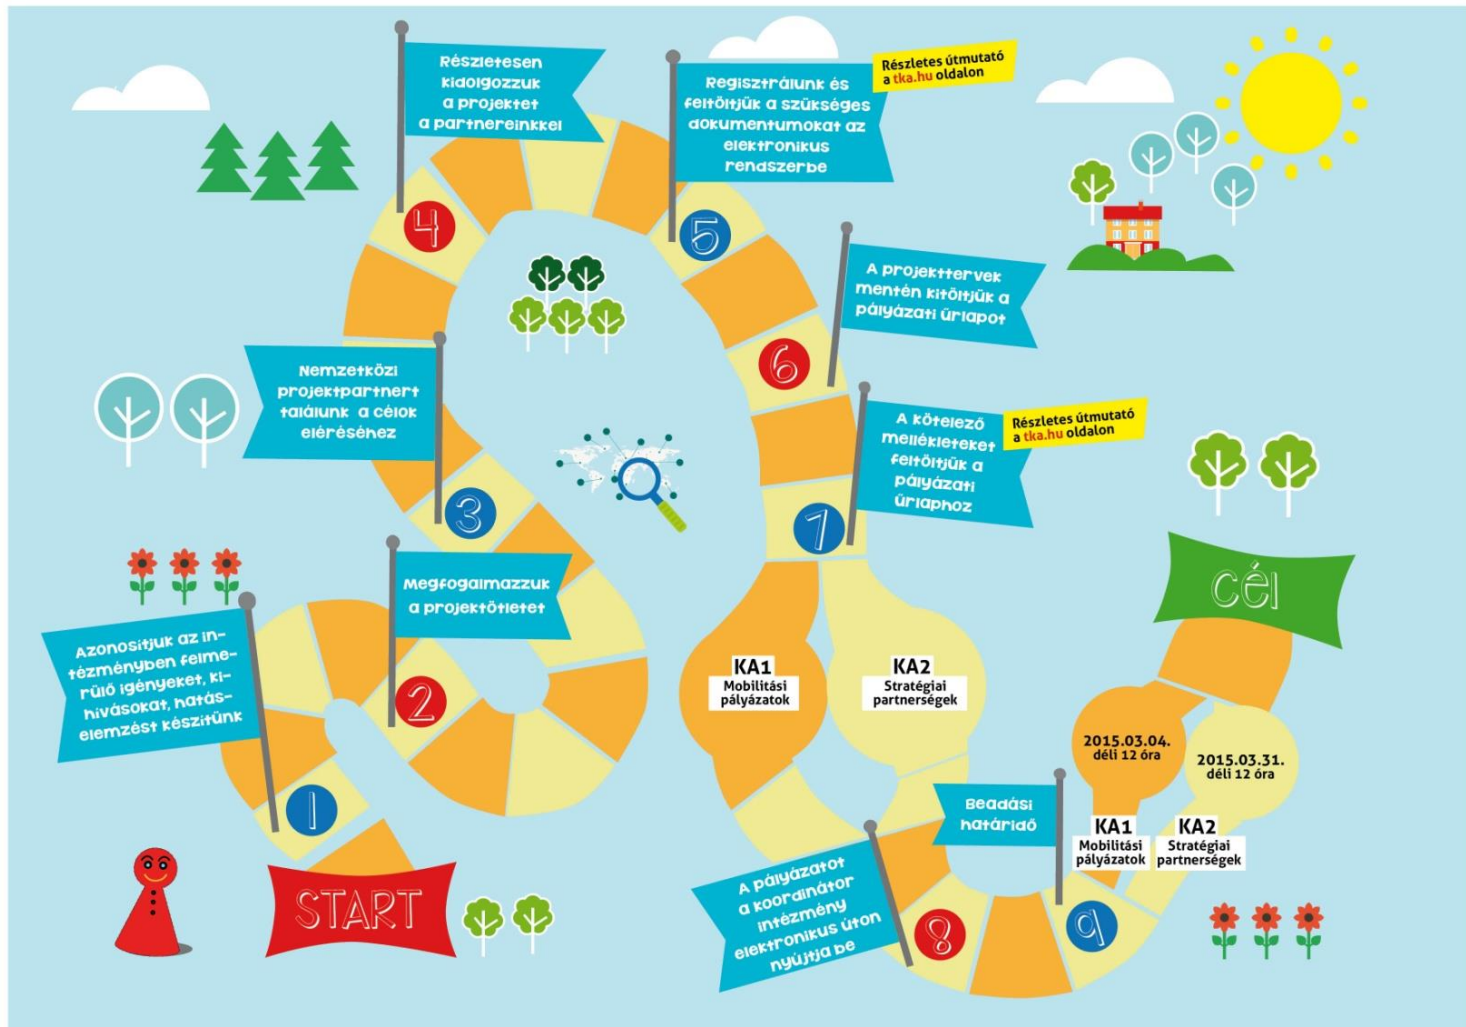 START
1
Azonosítjuk az in-
tézményben felme-
rülő igényeket, ki-
hívásokat, hatás-
elemzést készítünk
2
Megfogalmazzuk
a projektötletet
3
Nemzetközi
projektpartnert
találunk a célok
eléréséhez
4
Részletesen
kidolgozzuk
a projektet
a partnereinkkel
5
Regisztrálunk és
feltöltjük a szükséges
dokumentumokat az
elektronikus
rendszerbe
Részletes útmutató
a tka.hu oldalon
6
A projekttervek
mentén kitöltjük a
pályázati űrlapot
7
A kötelező
mellékleteket
feltöltjük a
pályázati
űrlaphoz
Részletes útmutató
a tka.hu oldalon
KA1
Mobilitási
pályázatok
KA2
Stratégiai
partnerségek
8
A pályázatot
a koordinátor
intézmény
elektronikus úton
nyújtja be
9
Beadási
határidő
KA1
Mobilitási
pályázatok
2015.03.04.
déli 12 óra
KA2
Stratégiai
partnerségek
2015.03.31.
déli 12 óra
Cél